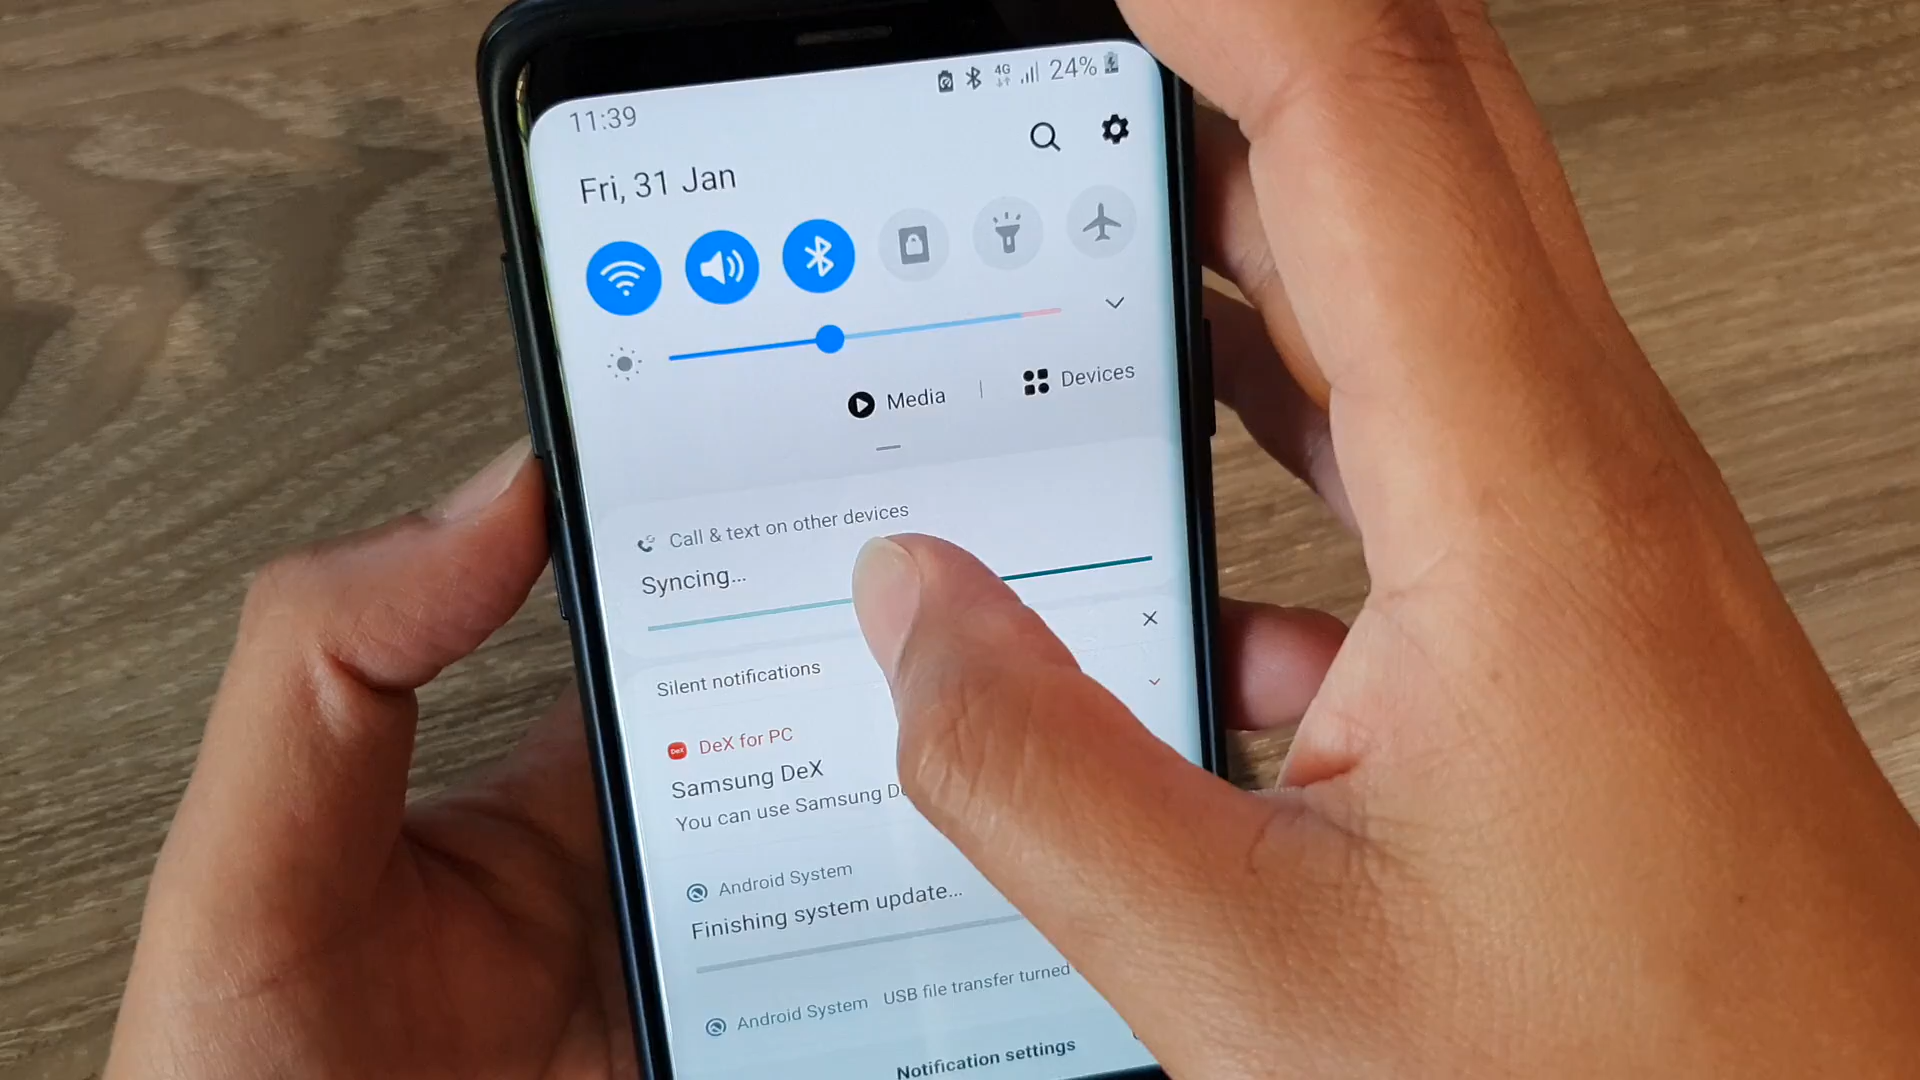 11:39
4G 24%
Fri, 31 Jan
Media
Devices
Call & text on other devices
Syncing...
Silent notifications
DeX DeX for PC
Samsung DeX
You can use Samsung
Android System
Finishing system update...
Android System USB file transfer turned
Notification settings